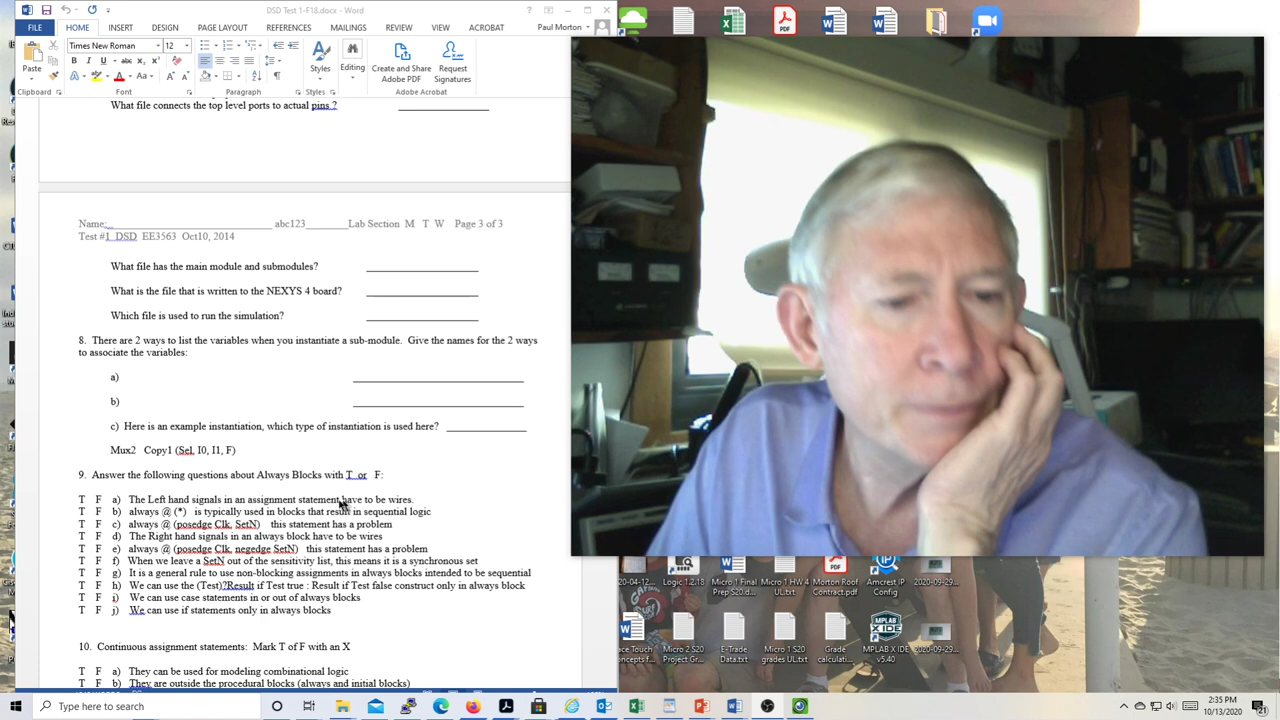 DSD Test 1-F18.docx - Word
FILE HOME INSERT DESIGN PAGE LAYOUT REFERENCES MAILINGS REVIEW VIEW ACROBAT Paul Morton
Times New Roman 12
Paste Styles Editing Create and Share Adobe PDF Request Signatures
Clipboard Font Paragraph Styles Adobe Acrobat
What file connects the top level ports to actual pins ?
Name:_ abc123 Lab Section M T W Page 3 of 3
Test #1 DSD EE3563 Oct10, 2014
What file has the main module and submodules?
What is the file that is written to the NEXYS 4 board?
Which file is used to run the simulation?
8. There are 2 ways to list the variables when you instantiate a sub-module. Give the names for the 2 ways
to associate the variables:
a)
b)
c) Here is an example instantiation, which type of instantiation is used here?
Mux2 Copy1 (Sel, I0, I1, F)
9. Answer the following questions about Always Blocks with T or F:
T F a) The Left hand signals in an assignment statement have to be wires.
T F b) always @ (*) is typically used in blocks that result in sequential logic
T F c) always @ (posedge Clk, SetN) this statement has a problem
T F d) The Right hand signals in an always block have to be wires
T F e) always @ (posedge Clk, negedge SetN) this statement has a problem
T F f) When we leave a SetN out of the sensitivity list, this means it is a synchronous set
T F g) It is a general rule to use non-blocking assignments in always blocks intended to be sequential
T F h) We can use the (Test)?Result if Test true : Result if Test false construct only in always block
T F i) We can use case statements in or out of always blocks
T F j) We can use if statements only in always blocks
10. Continuous assignment statements: Mark T of F with an X
T F a) They can be used for modeling combinational logic
T F b) They are outside the procedural blocks (always and initial blocks)
20-04-12... Logic 1.2.18 Micro 1 Final Prep S20.d... Micro 1 HW 4 UL.txt Morton Roof Contract.pdf Amcrest IP Config 2020-09-29...
ace Touch oncepts f... Micro 2 S20 Project Gr... E-Trade Data.txt Micro 1 S20 grades UL.txt Grade calculati... MPLAB X IDE v5.40 2020-09-29...
Type here to search
2:35 PM
10/13/2020
21